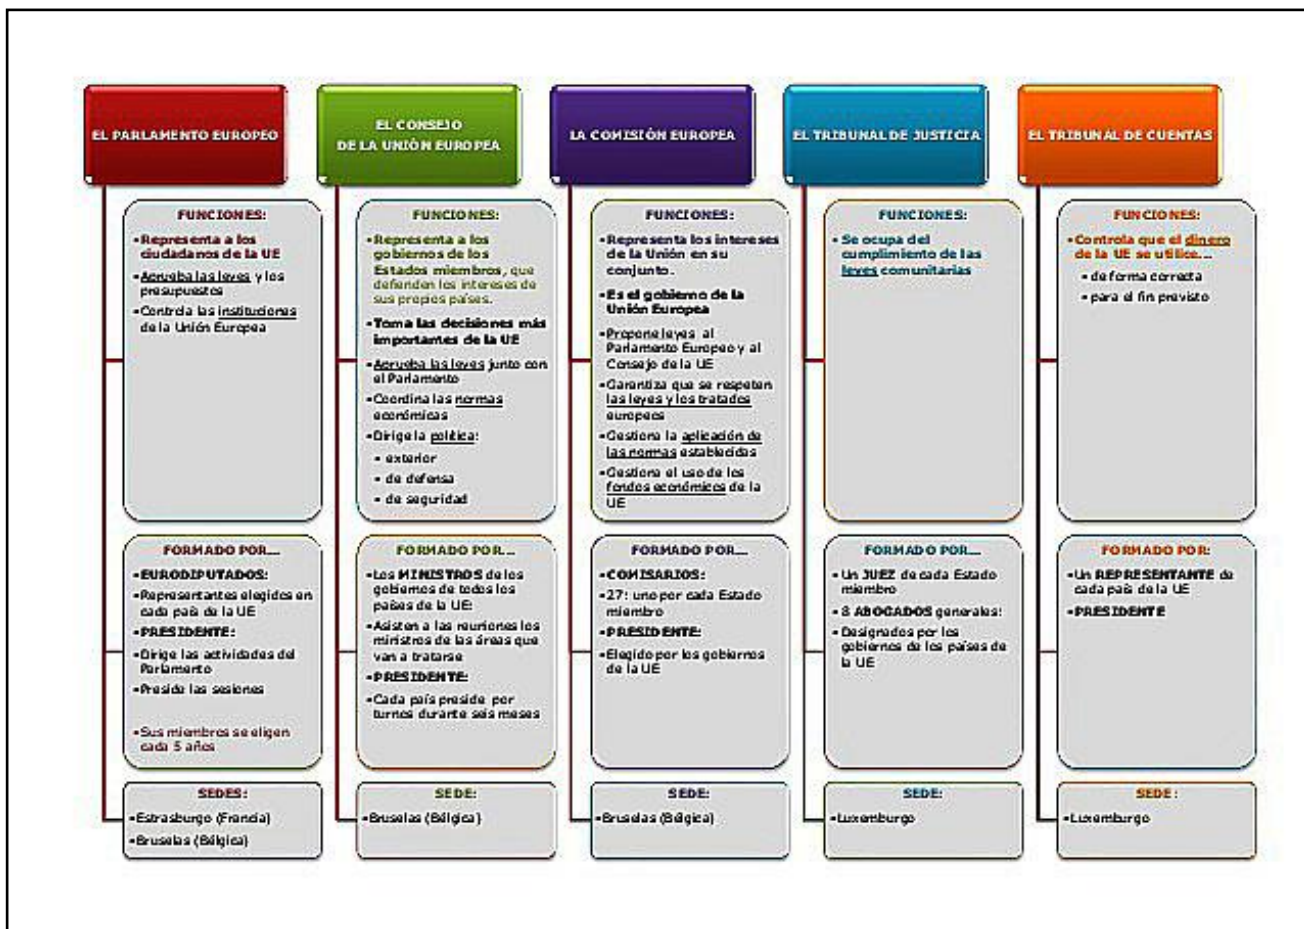 EL PARLAMENTO EUROPEO
FUNCIONES:
•Representa a los
ciudadanos de la UE
•Aprueba las leyes y los
presupuestos
•Controla las instituciones
de la Unión Europea
FORMADO POR...
•EURODIPUTADOS:
•Representantes elegidos en
cada país de la UE
•PRESIDENTE:
•Dirige las actividades del
Parlamento
•Preside las sesiones
•Sus miembros se eligen
cada 5 años
SEDES:
•Estrasburgo (Francia)
•Bruselas (Bélgica)
EL CONSEJO
DE LA UNIÓN EUROPEA
FUNCIONES:
•Representa a los
gobiernos de los
Estados miembros, que
defienden los intereses de
sus propios países.
•Toma las decisiones más
importantes de la UE
•Aprueba las leyes junto con
el Parlamento
•Coordina las normas
económicas
•Dirige la política:
• exterior
• de defensa
• de seguridad
FORMADO POR...
•Los MINISTROS de los
gobiernos de todos los
países de la UE:
•Asisten a las reuniones los
ministros de las áreas que
van a tratarse
•PRESIDENTE:
•Cada país preside por
turnos durante seis meses
SEDE:
•Bruselas (Bélgica)
LA COMISIÓN EUROPEA
FUNCIONES:
•Representa los intereses
de la Unión en su
conjunto.
•Es el gobierno de la
Unión Europea
•Propone leyes al
Parlamento Europeo y al
Consejo de la UE
•Garantiza que se respeten
las leyes y los tratados
europeos
•Gestiona la aplicación de
las normas establecidas
•Gestiona el uso de los
fondos económicos de la
UE
FORMADO POR...
•COMISARIOS:
•27: uno por cada Estado
miembro
•PRESIDENTE:
•Elegido por los gobiernos
de la UE
SEDE:
•Bruselas (Bélgica)
EL TRIBUNAL DE JUSTICIA
FUNCIONES:
• Se ocupa del
cumplimiento de las
leyes comunitarias
FORMADO POR...
•Un JUEZ de cada Estado
miembro
•8 ABOGADOS generales:
•Designados por los
gobiernos de los países de
la UE
SEDE:
•Luxemburgo
EL TRIBUNAL DE CUENTAS
FUNCIONES:
•Controla que el dinero
de la UE se utilice...
• de forma correcta
• para el fin previsto
FORMADO POR:
•Un REPRESENTANTE de
cada país de la UE
•PRESIDENTE
SEDE:
•Luxemburgo